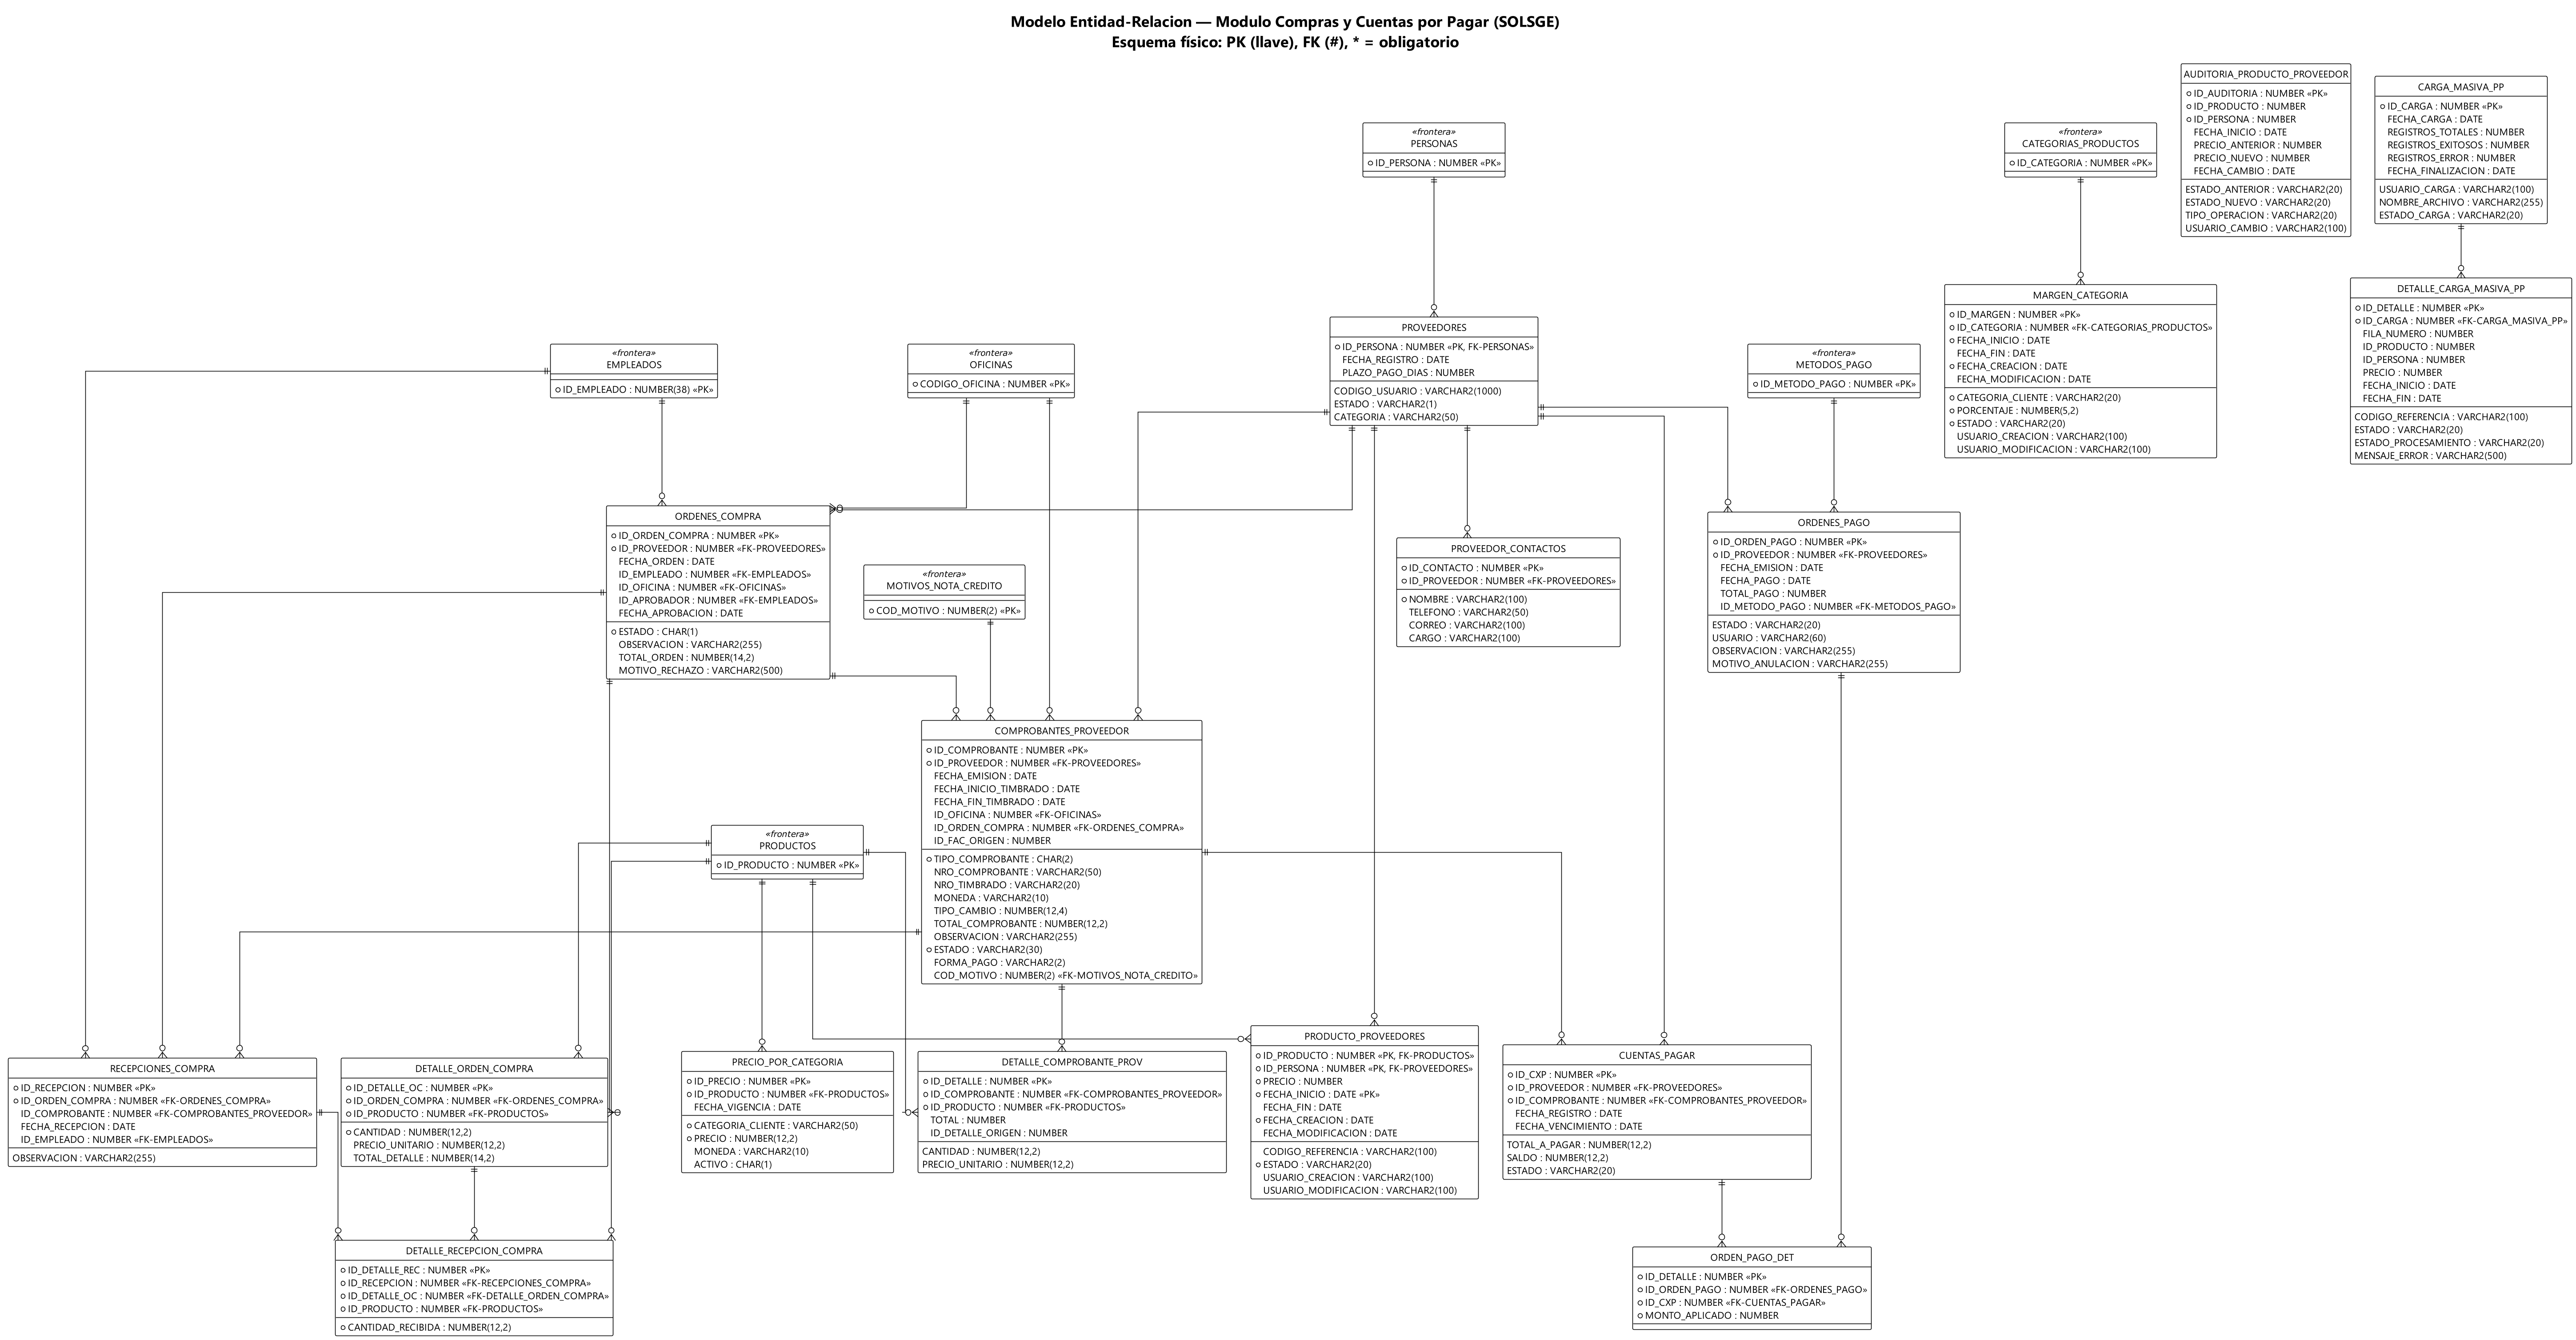 Modelo Entidad-Relacion — Modulo Compras y Cuentas por Pagar (SOLSGE)
Esquema físico: PK (llave), FK (#), * = obligatorio
AUDITORIA_PRODUCTO_PROVEEDOR
ID_AUDITORIA : NUMBER «PK»
ID_PRODUCTO : NUMBER
ID_PERSONA : NUMBER
FECHA_INICIO : DATE
PRECIO_ANTERIOR : NUMBER
PRECIO_NUEVO : NUMBER
FECHA_CAMBIO : DATE
ESTADO_ANTERIOR : VARCHAR2(20)
ESTADO_NUEVO : VARCHAR2(20)
TIPO_OPERACION : VARCHAR2(20)
USUARIO_CAMBIO : VARCHAR2(100)
CARGA_MASIVA_PP
ID_CARGA : NUMBER «PK»
FECHA_CARGA : DATE
REGISTROS_TOTALES : NUMBER
REGISTROS_EXITOSOS : NUMBER
REGISTROS_ERROR : NUMBER
FECHA_FINALIZACION : DATE
USUARIO_CARGA : VARCHAR2(100)
NOMBRE_ARCHIVO : VARCHAR2(255)
ESTADO_CARGA : VARCHAR2(20)
«frontera»
PERSONAS
ID_PERSONA : NUMBER «PK»
«frontera»
CATEGORIAS_PRODUCTOS
ID_CATEGORIA : NUMBER «PK»
MARGEN_CATEGORIA
ID_MARGEN : NUMBER «PK»
ID_CATEGORIA : NUMBER «FK-CATEGORIAS_PRODUCTOS»
FECHA_INICIO : DATE
FECHA_FIN : DATE
FECHA_CREACION : DATE
FECHA_MODIFICACION : DATE
CATEGORIA_CLIENTE : VARCHAR2(20)
PORCENTAJE : NUMBER(5,2)
ESTADO : VARCHAR2(20)
USUARIO_CREACION : VARCHAR2(100)
USUARIO_MODIFICACION : VARCHAR2(100)
DETALLE_CARGA_MASIVA_PP
ID_DETALLE : NUMBER «PK»
ID_CARGA : NUMBER «FK-CARGA_MASIVA_PP»
FILA_NUMERO : NUMBER
ID_PRODUCTO : NUMBER
ID_PERSONA : NUMBER
PRECIO : NUMBER
FECHA_INICIO : DATE
FECHA_FIN : DATE
CODIGO_REFERENCIA : VARCHAR2(100)
ESTADO : VARCHAR2(20)
ESTADO_PROCESAMIENTO : VARCHAR2(20)
MENSAJE_ERROR : VARCHAR2(500)
PROVEEDORES
ID_PERSONA : NUMBER «PK, FK-PERSONAS»
FECHA_REGISTRO : DATE
PLAZO_PAGO_DIAS : NUMBER
CODIGO_USUARIO : VARCHAR2(1000)
ESTADO : VARCHAR2(1)
CATEGORIA : VARCHAR2(50)
«frontera»
EMPLEADOS
ID_EMPLEADO : NUMBER(38) «PK»
«frontera»
OFICINAS
CODIGO_OFICINA : NUMBER «PK»
«frontera»
METODOS_PAGO
ID_METODO_PAGO : NUMBER «PK»
ORDENES_COMPRA
ID_ORDEN_COMPRA : NUMBER «PK»
ID_PROVEEDOR : NUMBER «FK-PROVEEDORES»
FECHA_ORDEN : DATE
ID_EMPLEADO : NUMBER «FK-EMPLEADOS»
ID_OFICINA : NUMBER «FK-OFICINAS»
ID_APROBADOR : NUMBER «FK-EMPLEADOS»
FECHA_APROBACION : DATE
ESTADO : CHAR(1)
OBSERVACION : VARCHAR2(255)
TOTAL_ORDEN : NUMBER(14,2)
MOTIVO_RECHAZO : VARCHAR2(500)
«frontera»
MOTIVOS_NOTA_CREDITO
COD_MOTIVO : NUMBER(2) «PK»
PROVEEDOR_CONTACTOS
ID_CONTACTO : NUMBER «PK»
ID_PROVEEDOR : NUMBER «FK-PROVEEDORES»
NOMBRE : VARCHAR2(100)
TELEFONO : VARCHAR2(50)
CORREO : VARCHAR2(100)
CARGO : VARCHAR2(100)
ORDENES_PAGO
ID_ORDEN_PAGO : NUMBER «PK»
ID_PROVEEDOR : NUMBER «FK-PROVEEDORES»
FECHA_EMISION : DATE
FECHA_PAGO : DATE
TOTAL_PAGO : NUMBER
ID_METODO_PAGO : NUMBER «FK-METODOS_PAGO»
ESTADO : VARCHAR2(20)
USUARIO : VARCHAR2(60)
OBSERVACION : VARCHAR2(255)
MOTIVO_ANULACION : VARCHAR2(255)
COMPROBANTES_PROVEEDOR
ID_COMPROBANTE : NUMBER «PK»
ID_PROVEEDOR : NUMBER «FK-PROVEEDORES»
FECHA_EMISION : DATE
FECHA_INICIO_TIMBRADO : DATE
FECHA_FIN_TIMBRADO : DATE
ID_OFICINA : NUMBER «FK-OFICINAS»
ID_ORDEN_COMPRA : NUMBER «FK-ORDENES_COMPRA»
ID_FAC_ORIGEN : NUMBER
TIPO_COMPROBANTE : CHAR(2)
NRO_COMPROBANTE : VARCHAR2(50)
NRO_TIMBRADO : VARCHAR2(20)
MONEDA : VARCHAR2(10)
TIPO_CAMBIO : NUMBER(12,4)
TOTAL_COMPROBANTE : NUMBER(12,2)
OBSERVACION : VARCHAR2(255)
ESTADO : VARCHAR2(30)
FORMA_PAGO : VARCHAR2(2)
COD_MOTIVO : NUMBER(2) «FK-MOTIVOS_NOTA_CREDITO»
«frontera»
PRODUCTOS
ID_PRODUCTO : NUMBER «PK»
RECEPCIONES_COMPRA
ID_RECEPCION : NUMBER «PK»
ID_ORDEN_COMPRA : NUMBER «FK-ORDENES_COMPRA»
ID_COMPROBANTE : NUMBER «FK-COMPROBANTES_PROVEEDOR»
FECHA_RECEPCION : DATE
ID_EMPLEADO : NUMBER «FK-EMPLEADOS»
OBSERVACION : VARCHAR2(255)
DETALLE_ORDEN_COMPRA
ID_DETALLE_OC : NUMBER «PK»
ID_ORDEN_COMPRA : NUMBER «FK-ORDENES_COMPRA»
ID_PRODUCTO : NUMBER «FK-PRODUCTOS»
CANTIDAD : NUMBER(12,2)
PRECIO_UNITARIO : NUMBER(12,2)
TOTAL_DETALLE : NUMBER(14,2)
PRECIO_POR_CATEGORIA
ID_PRECIO : NUMBER «PK»
ID_PRODUCTO : NUMBER «FK-PRODUCTOS»
FECHA_VIGENCIA : DATE
CATEGORIA_CLIENTE : VARCHAR2(50)
PRECIO : NUMBER(12,2)
MONEDA : VARCHAR2(10)
ACTIVO : CHAR(1)
DETALLE_COMPROBANTE_PROV
ID_DETALLE : NUMBER «PK»
ID_COMPROBANTE : NUMBER «FK-COMPROBANTES_PROVEEDOR»
ID_PRODUCTO : NUMBER «FK-PRODUCTOS»
TOTAL : NUMBER
ID_DETALLE_ORIGEN : NUMBER
CANTIDAD : NUMBER(12,2)
PRECIO_UNITARIO : NUMBER(12,2)
PRODUCTO_PROVEEDORES
ID_PRODUCTO : NUMBER «PK, FK-PRODUCTOS»
ID_PERSONA : NUMBER «PK, FK-PROVEEDORES»
PRECIO : NUMBER
FECHA_INICIO : DATE «PK»
FECHA_FIN : DATE
FECHA_CREACION : DATE
FECHA_MODIFICACION : DATE
CODIGO_REFERENCIA : VARCHAR2(100)
ESTADO : VARCHAR2(20)
USUARIO_CREACION : VARCHAR2(100)
USUARIO_MODIFICACION : VARCHAR2(100)
CUENTAS_PAGAR
ID_CXP : NUMBER «PK»
ID_PROVEEDOR : NUMBER «FK-PROVEEDORES»
ID_COMPROBANTE : NUMBER «FK-COMPROBANTES_PROVEEDOR»
FECHA_REGISTRO : DATE
FECHA_VENCIMIENTO : DATE
TOTAL_A_PAGAR : NUMBER(12,2)
SALDO : NUMBER(12,2)
ESTADO : VARCHAR2(20)
DETALLE_RECEPCION_COMPRA
ID_DETALLE_REC : NUMBER «PK»
ID_RECEPCION : NUMBER «FK-RECEPCIONES_COMPRA»
ID_DETALLE_OC : NUMBER «FK-DETALLE_ORDEN_COMPRA»
ID_PRODUCTO : NUMBER «FK-PRODUCTOS»
CANTIDAD_RECIBIDA : NUMBER(12,2)
ORDEN_PAGO_DET
ID_DETALLE : NUMBER «PK»
ID_ORDEN_PAGO : NUMBER «FK-ORDENES_PAGO»
ID_CXP : NUMBER «FK-CUENTAS_PAGAR»
MONTO_APLICADO : NUMBER